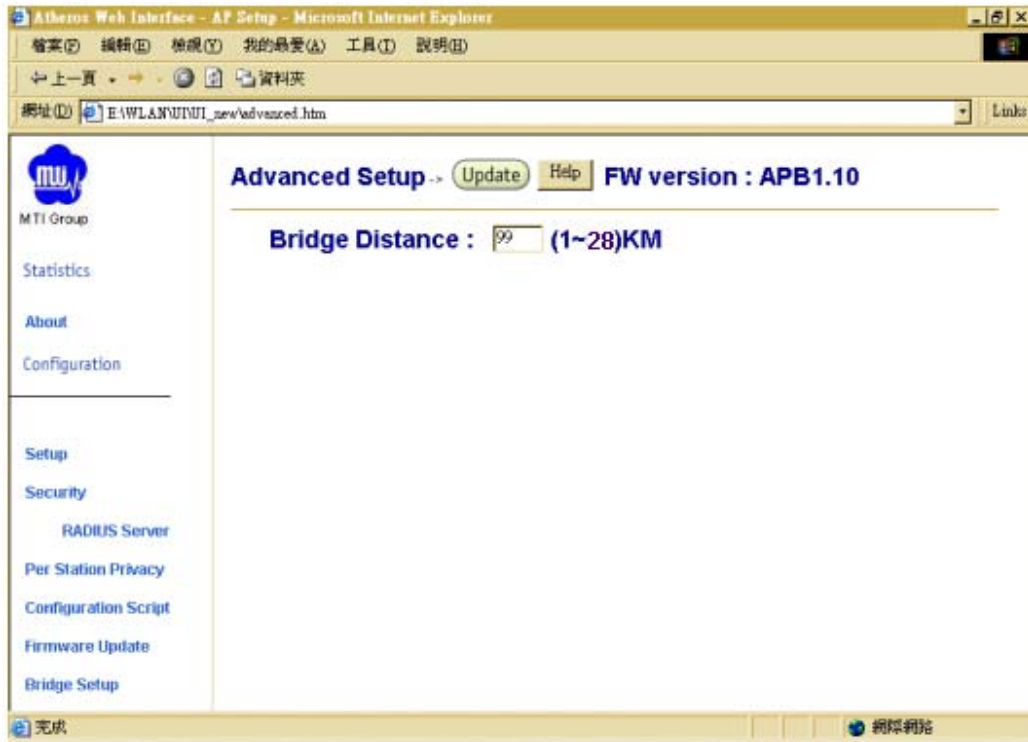 Atheros Web Interface - AP Setup - Microsoft Internet Explorer
檔案(F) 編輯(E) 檢視(V) 我的最愛(A) 工具(T) 說明(H)
上一頁 資料夾
網址(D) E:\WLAN\UI\UI_new\advanced.htm Links
MTI Group
Advanced Setup -> Update Help FW version : APB1.10
Bridge Distance : 99 (1~28)KM
Statistics
About
Configuration
Setup
Security
RADIUS Server
Per Station Privacy
Configuration Script
Firmware Update
Bridge Setup
完成 網際網路